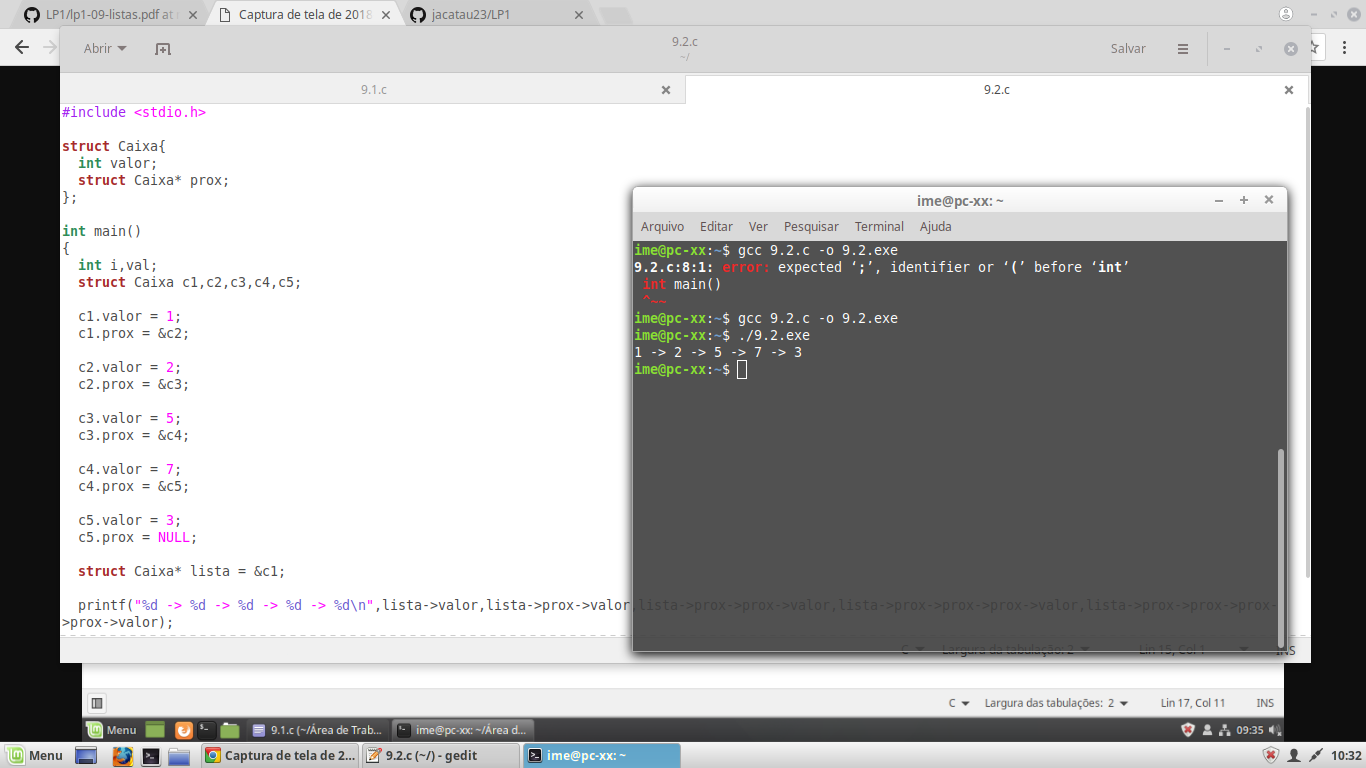 LP1/lp1-09-listas.pdf at
Captura de tela de 2018
jacatau23/LP1
Abrir
9.2.c
~/
Salvar
9.1.c
9.2.c
#include <stdio.h>
struct Caixa{
int valor;
struct Caixa* prox;
};
int main()
{
int i,val;
struct Caixa c1,c2,c3,c4,c5;
c1.valor = 1;
c1.prox = &c2;
c2.valor = 2;
c2.prox = &c3;
c3.valor = 5;
c3.prox = &c4;
c4.valor = 7;
c4.prox = &c5;
c5.valor = 3;
c5.prox = NULL;
struct Caixa* lista = &c1;
printf("%d -> %d -> %d -> %d -> %d\n",lista->valor,lista->prox->valor,lista->prox->prox->valor,lista->prox->prox->prox->valor,lista->prox->prox->prox-
>prox->valor);
C Largura da tabulação: 2 Lin 15, Col 1 INS
ime@pc-xx: ~
Arquivo Editar Ver Pesquisar Terminal Ajuda
ime@pc-xx:~$ gcc 9.2.c -o 9.2.exe
9.2.c:8:1: error: expected ‘;’, identifier or ‘(’ before ‘int’
int main()
^~~
ime@pc-xx:~$ gcc 9.2.c -o 9.2.exe
ime@pc-xx:~$ ./9.2.exe
1 -> 2 -> 5 -> 7 -> 3
ime@pc-xx:~$
C Largura das tabulações: 2 Lin 17, Col 11 INS
Menu 9.1.c (~/Área de Trab... ime@pc-xx: ~/Área d... 09:35
Menu Captura de tela de 2... 9.2.c (~/) - gedit ime@pc-xx: ~ 10:32